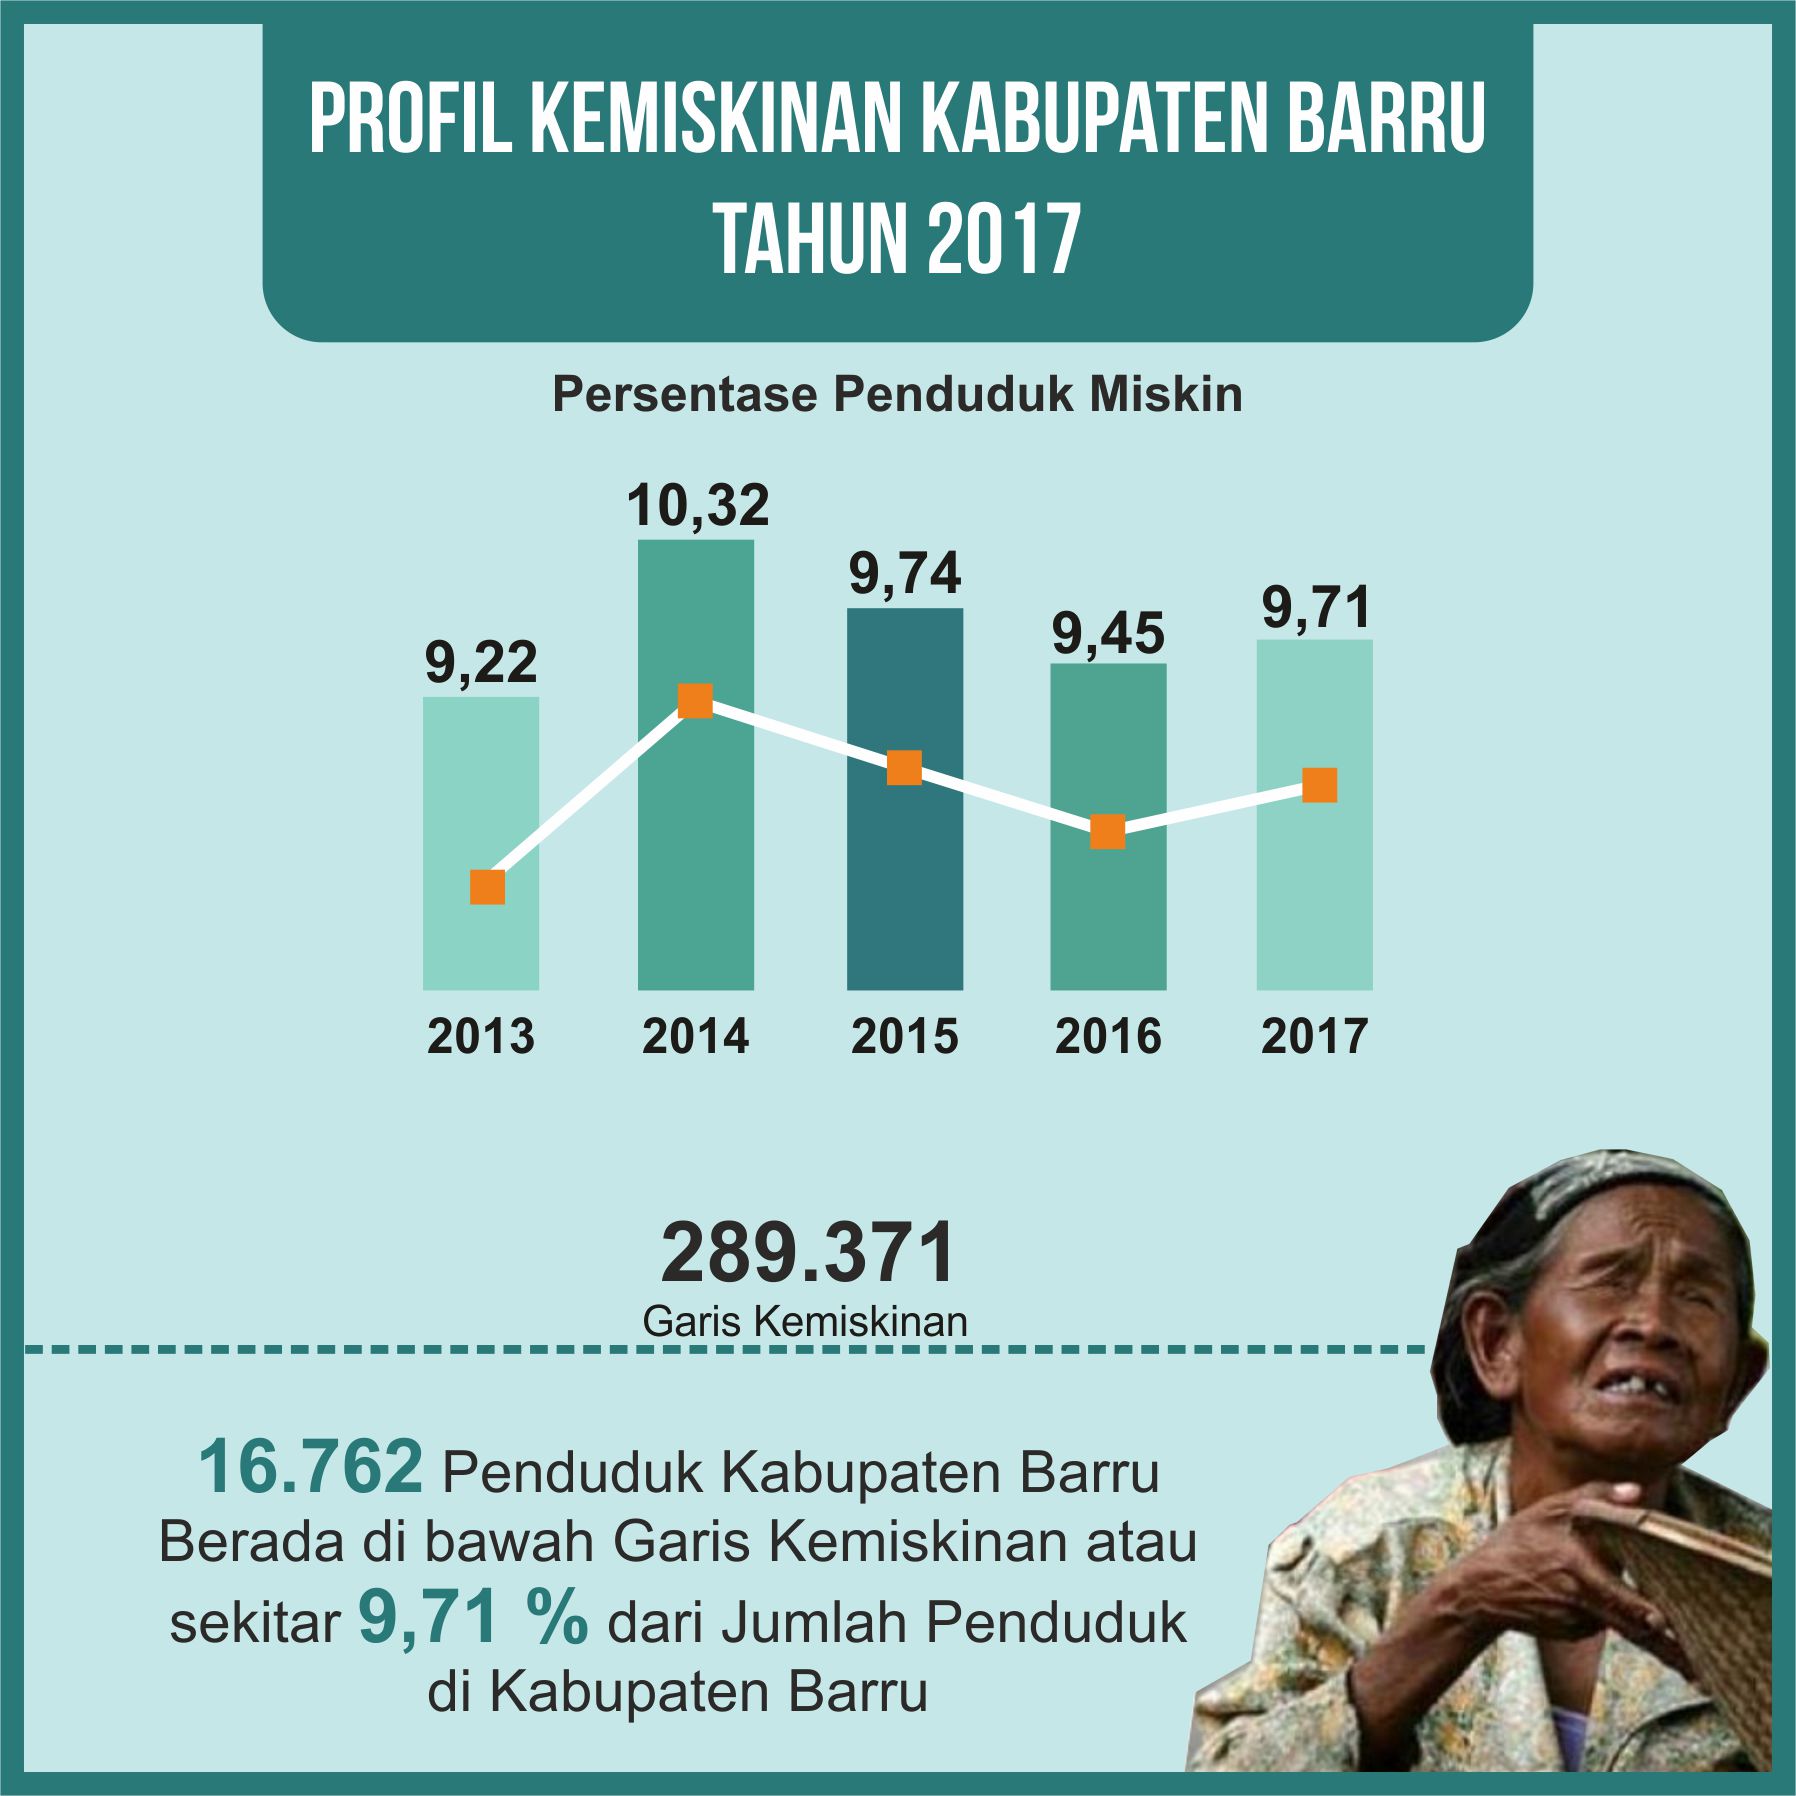 PROFIL KEMISKINAN KABUPATEN BARRU
TAHUN 2017
Persentase Penduduk Miskin
9,22
10,32
9,74
9,45
9,71
2013
2014
2015
2016
2017
289.371
Garis Kemiskinan
16.762 Penduduk Kabupaten Barru
Berada di bawah Garis Kemiskinan atau
sekitar 9,71 % dari Jumlah Penduduk
di Kabupaten Barru